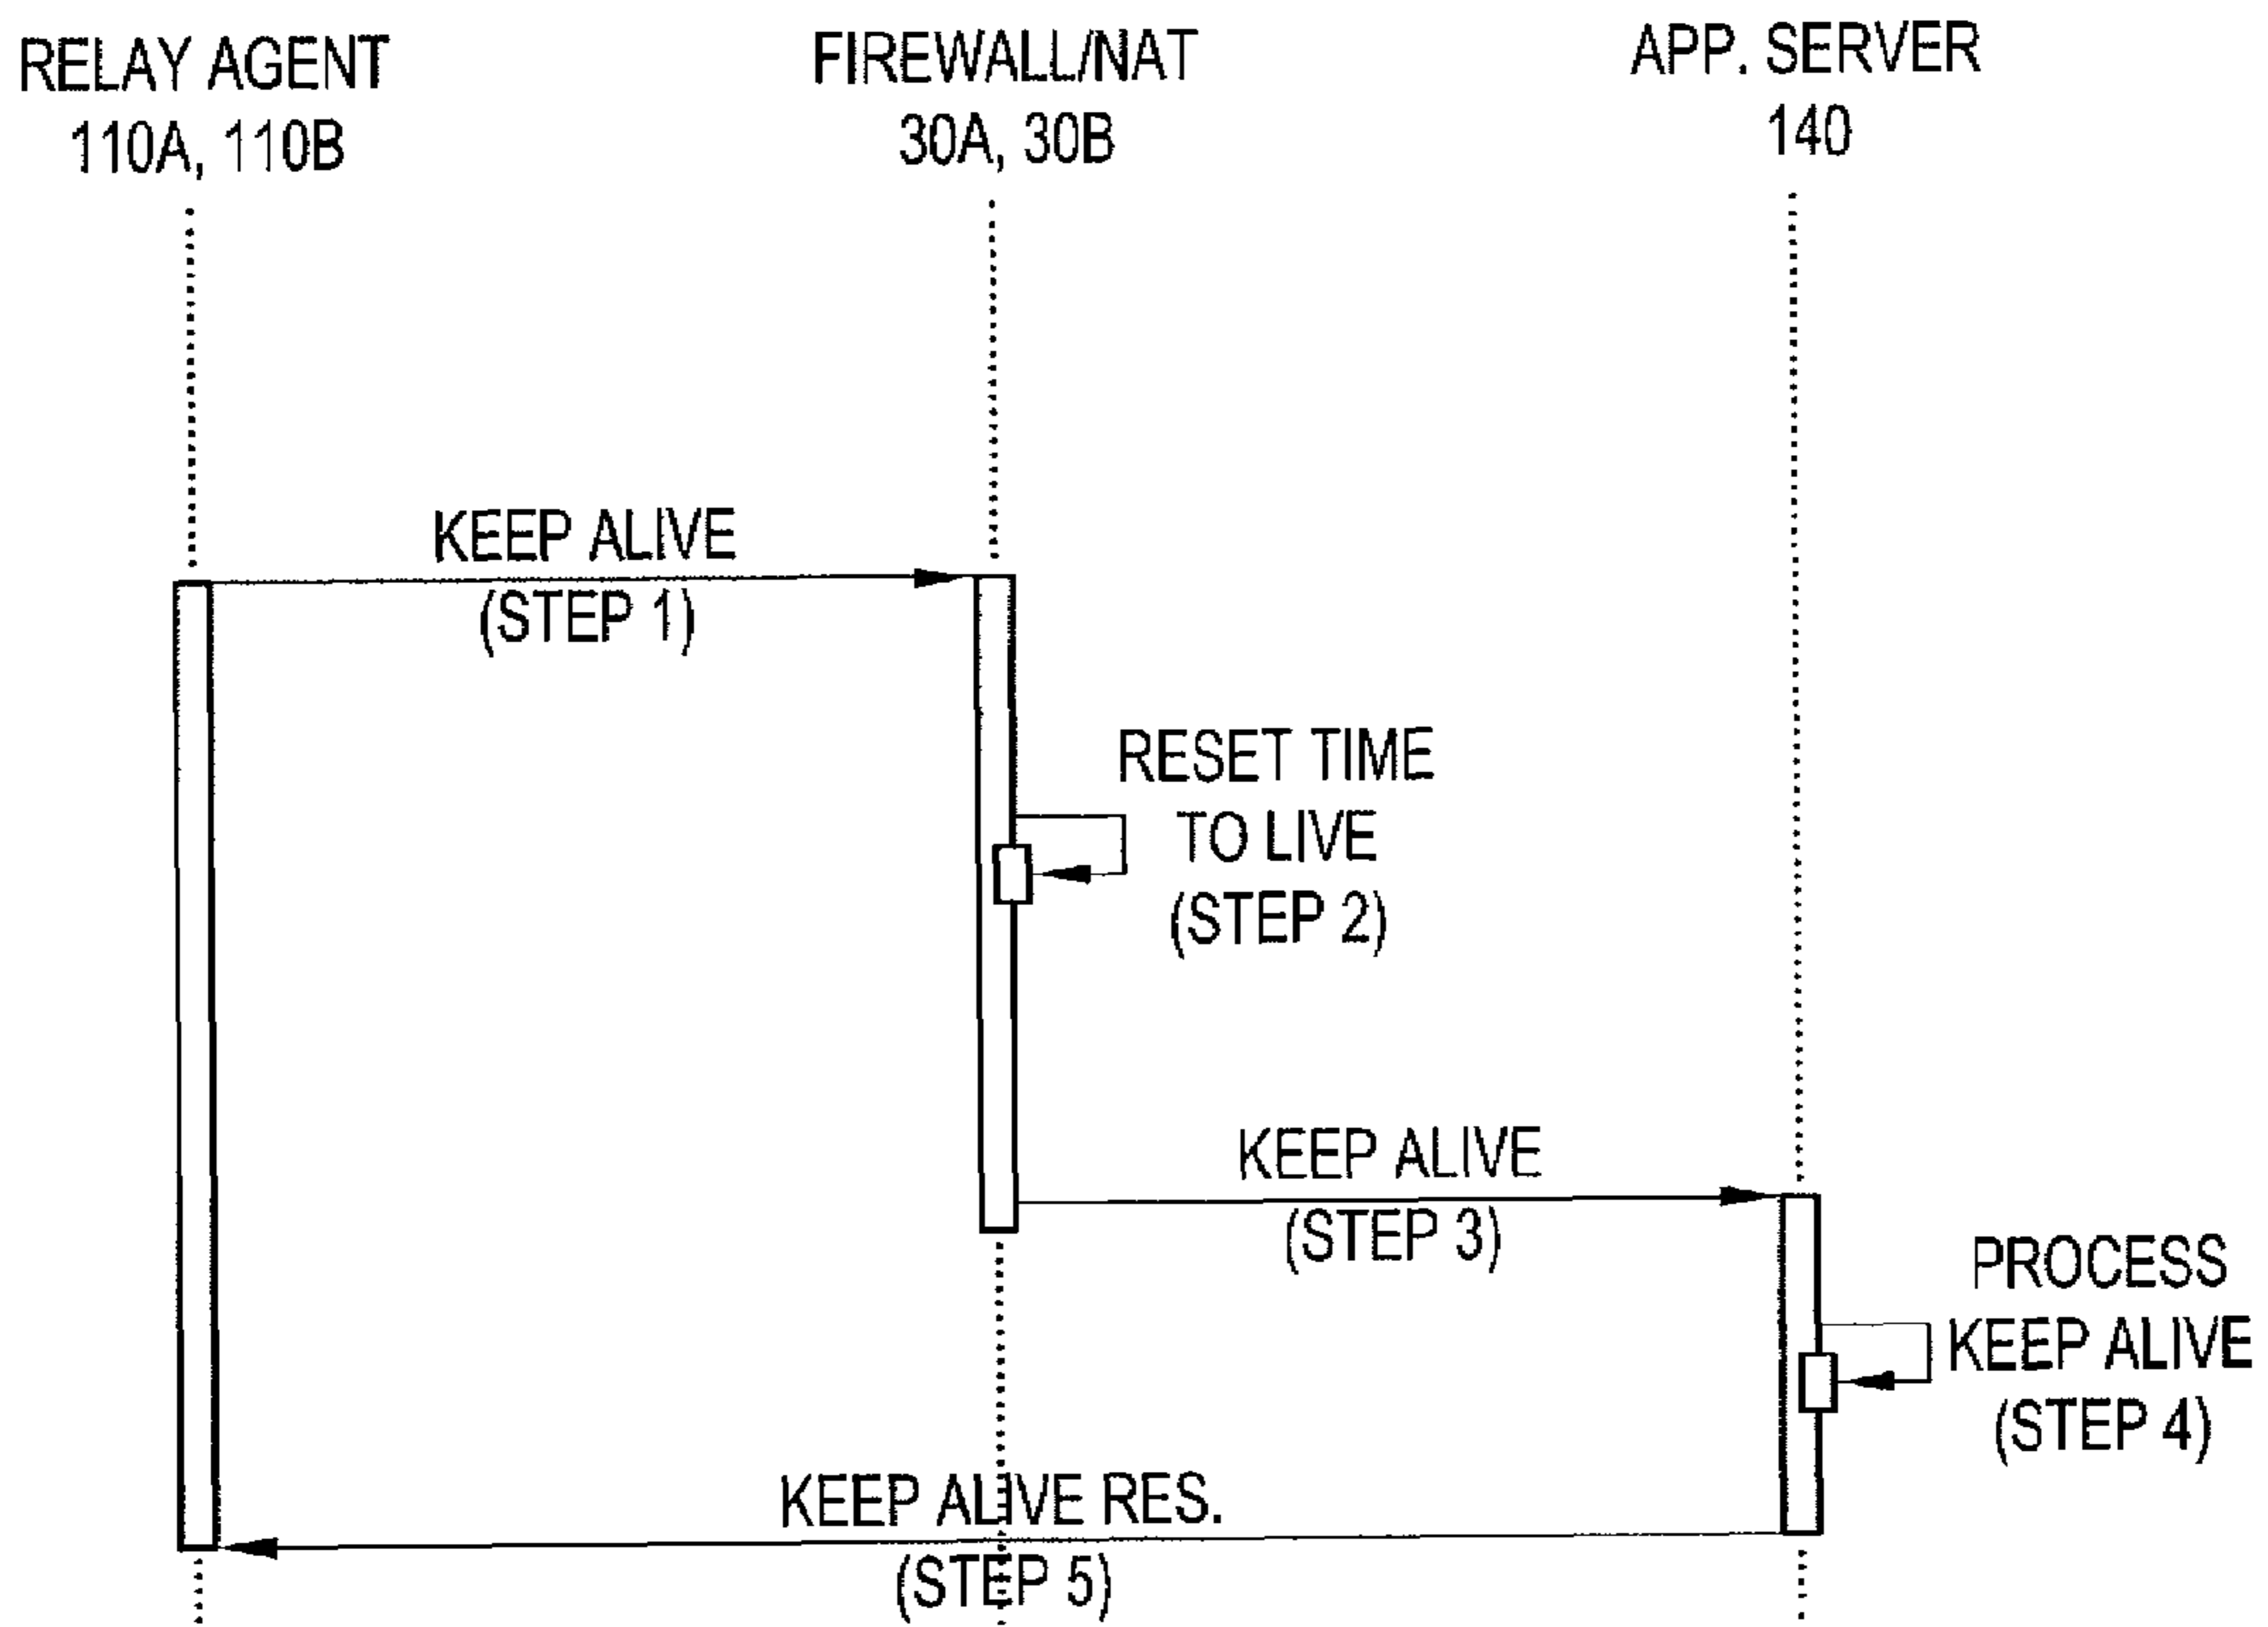 RELAY AGENT
110A, 110B
FIREWALL/NAT
30A, 30B
APP. SERVER
140
KEEP ALIVE
(STEP 1)
RESET TIME
TO LIVE
(STEP 2)
KEEP ALIVE
(STEP 3)
PROCESS
KEEP ALIVE
(STEP 4)
KEEP ALIVE RES.
(STEP 5)